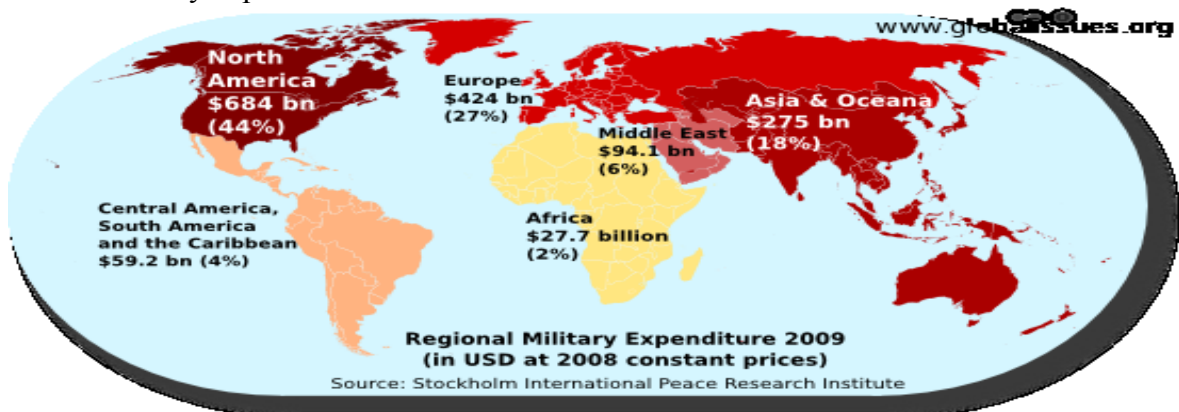 www.globalissues.org
North
America
$684 bn
(44%)
Europe
$424 bn
(27%)
Asia & Oceana
$275 bn
(18%)
Middle East
$94.1 bn
(6%)
Central America,
South America
and the Caribbean
$59.2 bn (4%)
Africa
$27.7 billion
(2%)
Regional Military Expenditure 2009
(in USD at 2008 constant prices)
Source: Stockholm International Peace Research Institute